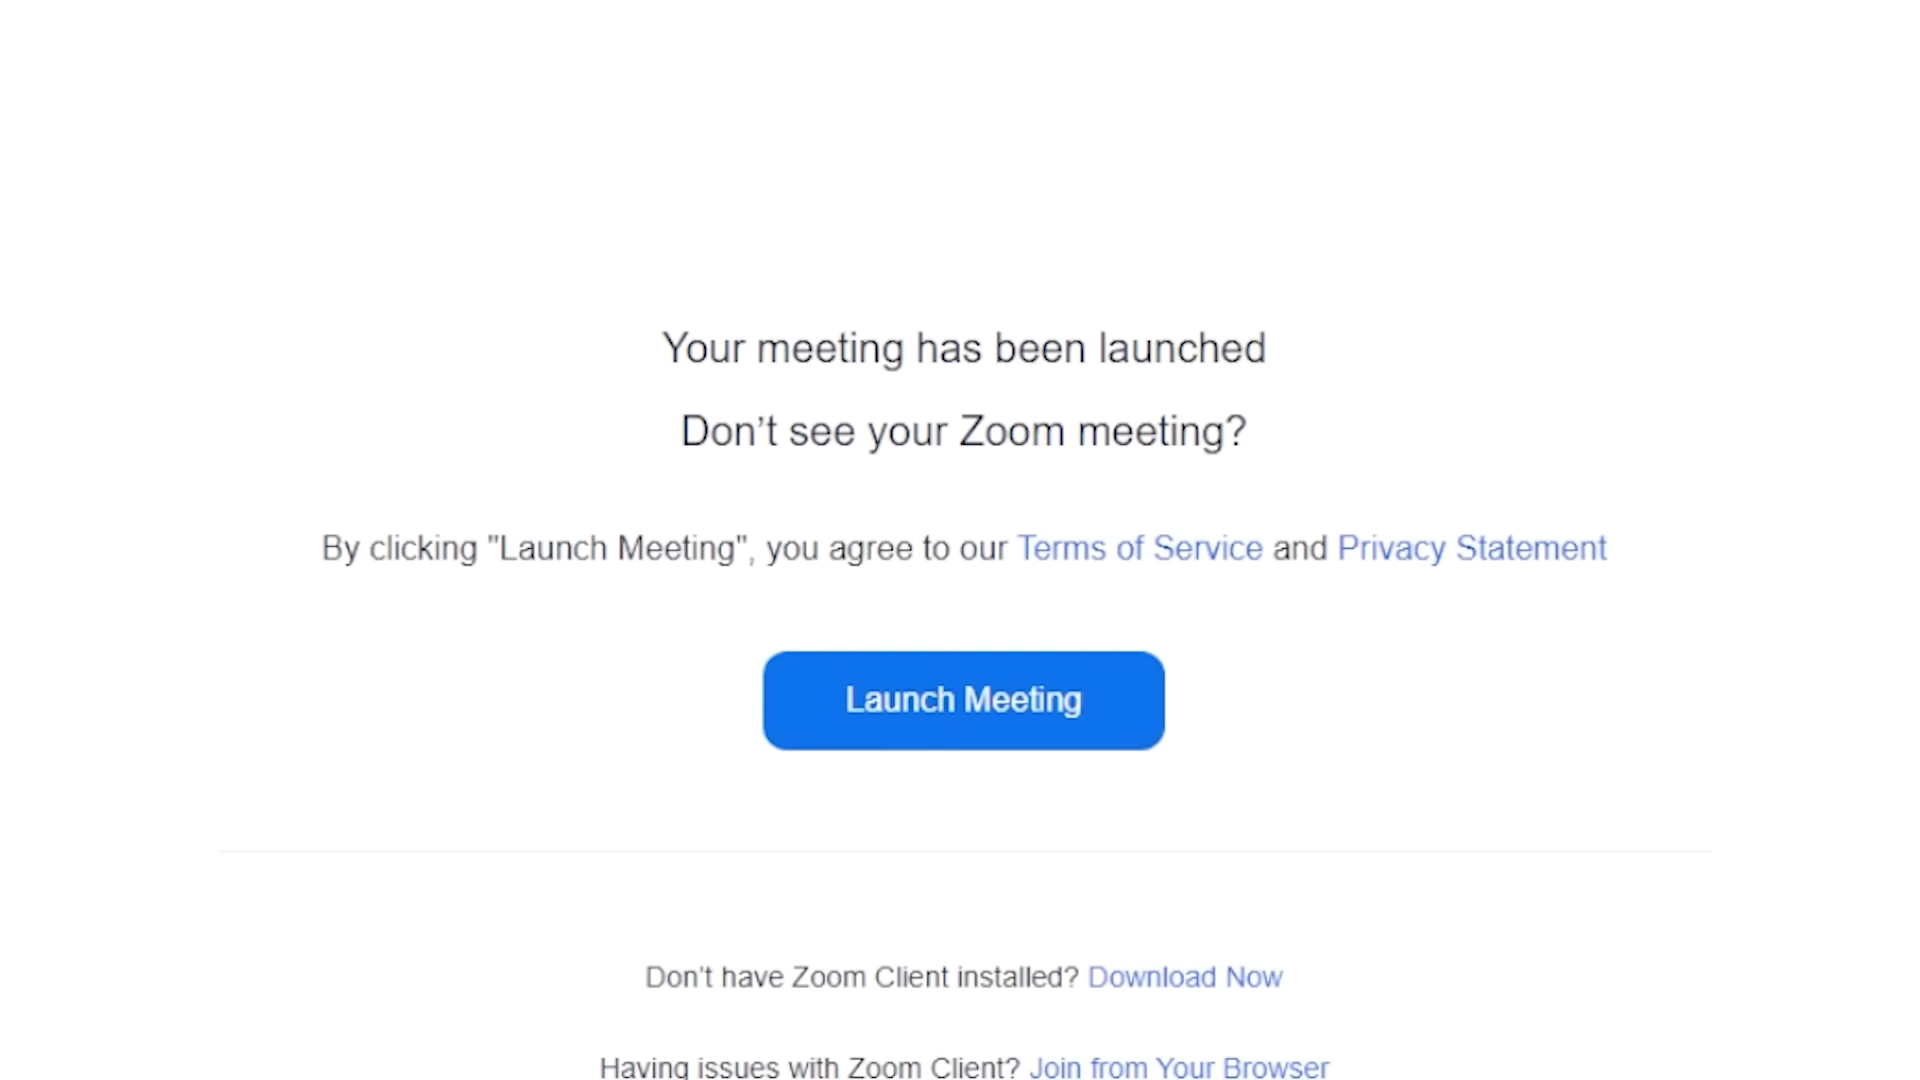 Your meeting has been launched
Don’t see your Zoom meeting?
By clicking "Launch Meeting", you agree to our Terms of Service and Privacy Statement
Launch Meeting
Don’t have Zoom Client installed? Download Now
Having issues with Zoom Client? Join from Your Browser